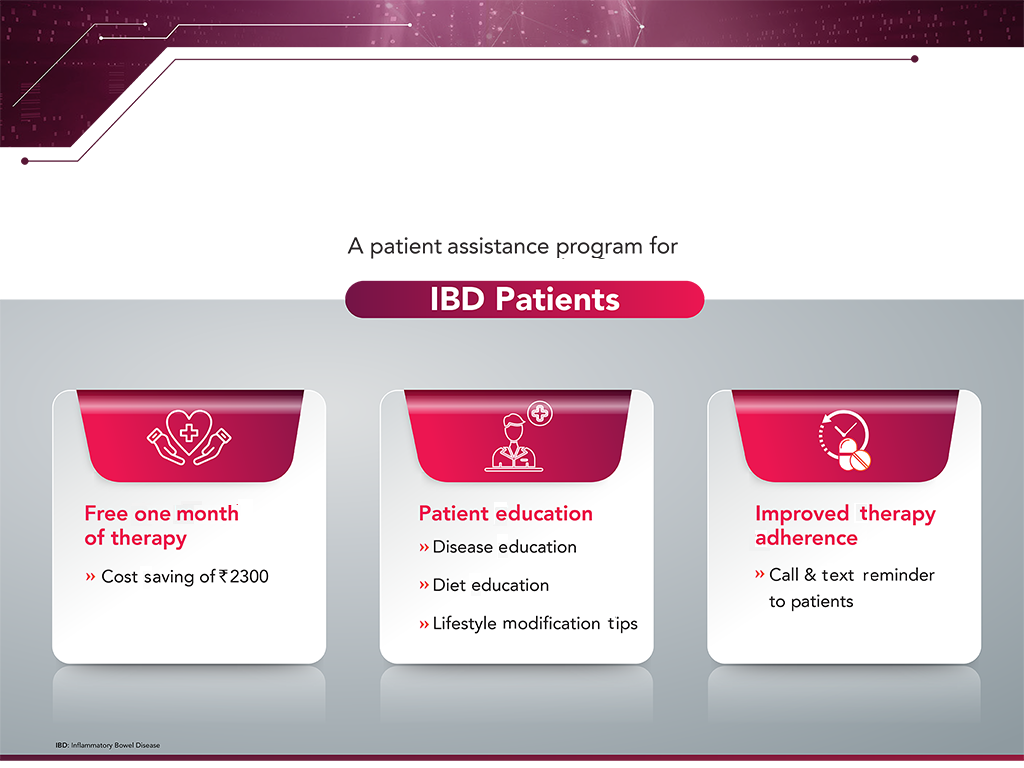 A patient assistance program for
IBD Patients
Free one month
of therapy
» Cost saving of ₹2300
Patient education
» Disease education
» Diet education
» Lifestyle modification tips
Improved therapy
adherence
» Call & text reminder
to patients
IBD: Inflammatory Bowel Disease